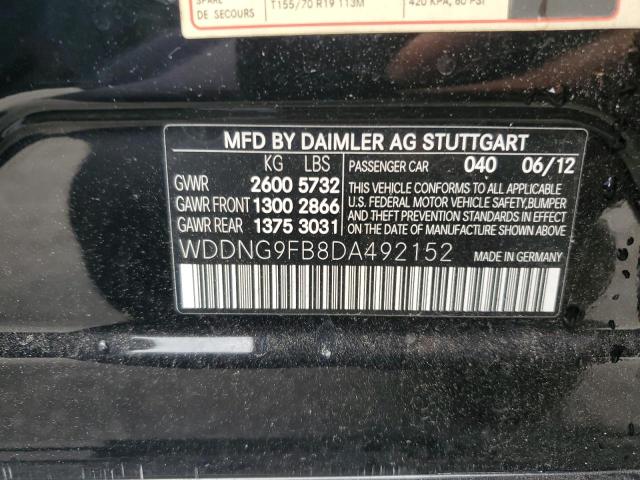 SPARE
DE SECOURS
T155/70 R19 113M
420 KPA, 60 PSI
MFD BY DAIMLER AG STUTTGART
KG LBS PASSENGER CAR 040 06/12
GVWR 2600 5732
GAWR FRONT 1300 2866
GAWR REAR 1375 3031
THIS VEHICLE CONFORMS TO ALL APPLICABLE
U.S. FEDERAL MOTOR VEHICLE SAFETY,BUMPER
AND THEFT PREVENTION STANDARDS IN EFFECT
ON THE DATE OF MANUFACTURE SHOWN ABOVE.
WDDNG9FB8DA492152 MADE IN GERMANY